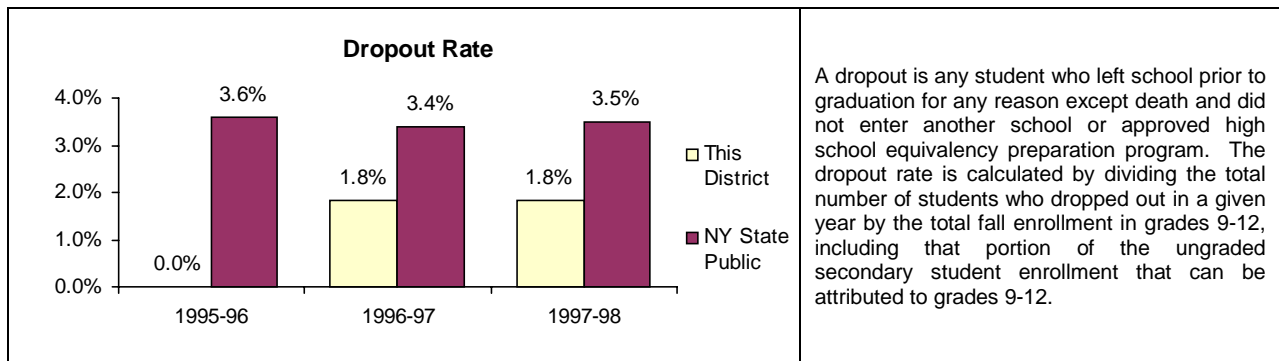 Dropout Rate
4.0%
3.0%
2.0%
1.0%
0.0%
0.0%
3.6%
1.8%
3.4%
1.8%
3.5%
1995-96
1996-97
1997-98
This
District
NY State
Public
A dropout is any student who left school prior to
graduation for any reason except death and did
not enter another school or approved high
school equivalency preparation program. The
dropout rate is calculated by dividing the total
number of students who dropped out in a given
year by the total fall enrollment in grades 9-12,
including that portion of the ungraded
secondary student enrollment that can be
attributed to grades 9-12.